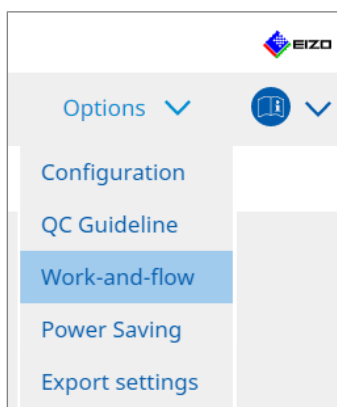 EIZO
Options
Configuration
QC Guideline
Work-and-flow
Power Saving
Export settings